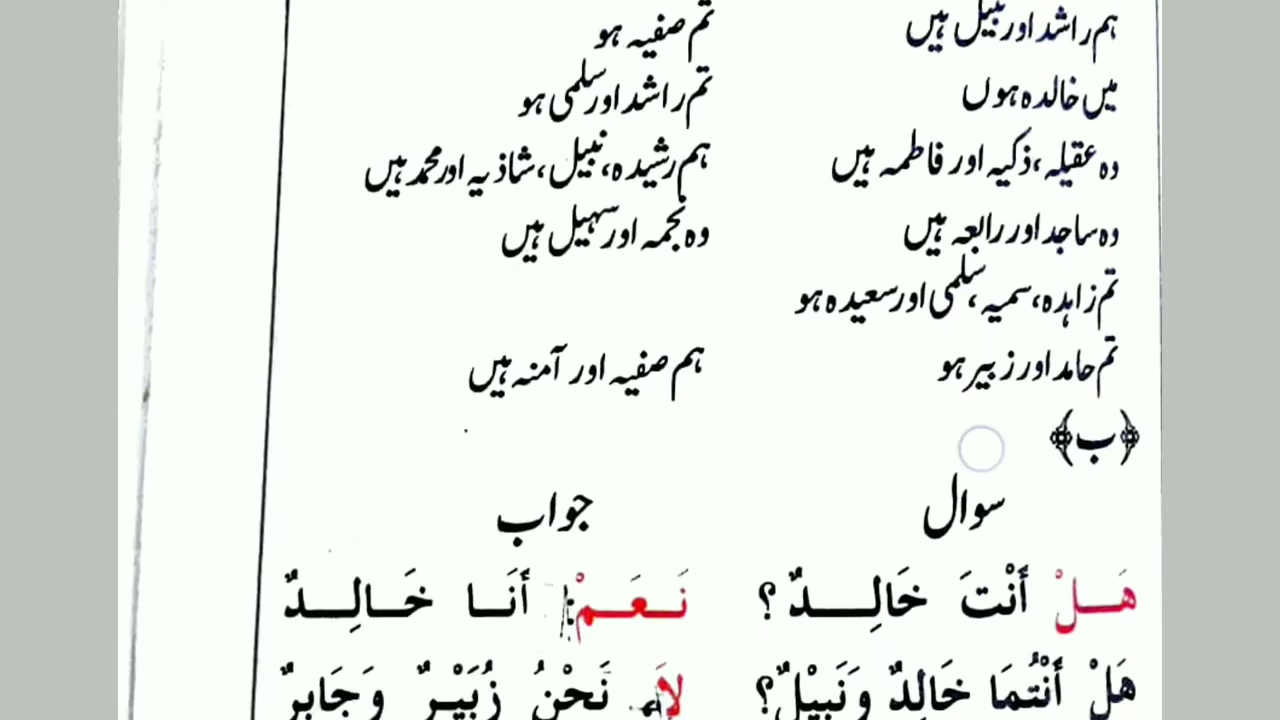 ہم راشد اور نبیل ہیں تم صفیہ ہو
میں خالدہ ہوں تم راشد اور سلمی ہو
وہ عقیلہ، ذکیہ اور فاطمہ ہیں ہم رشیدہ، نبیل، شاذیہ اور محمد ہیں
وہ ساجد اور رابعہ ہیں وہ نجمہ اور سہیل ہیں
تم زاہدہ، سمیہ، سلمی اور سعیدہ ہو
تم حامد اور زبیر ہو ہم صفیہ اور آمنہ ہیں
﴿ب﴾
سوال جواب
هَلْ أَنْتَ خَالِدٌ؟ نَعَمْ: أَنَا خَالِدٌ
هَلْ أَنْتُمَا خَالِدٌ وَنَبِيْلٌ؟ لاَ، نَحْنُ زُبَيْرٌ وَجَابِرٌ